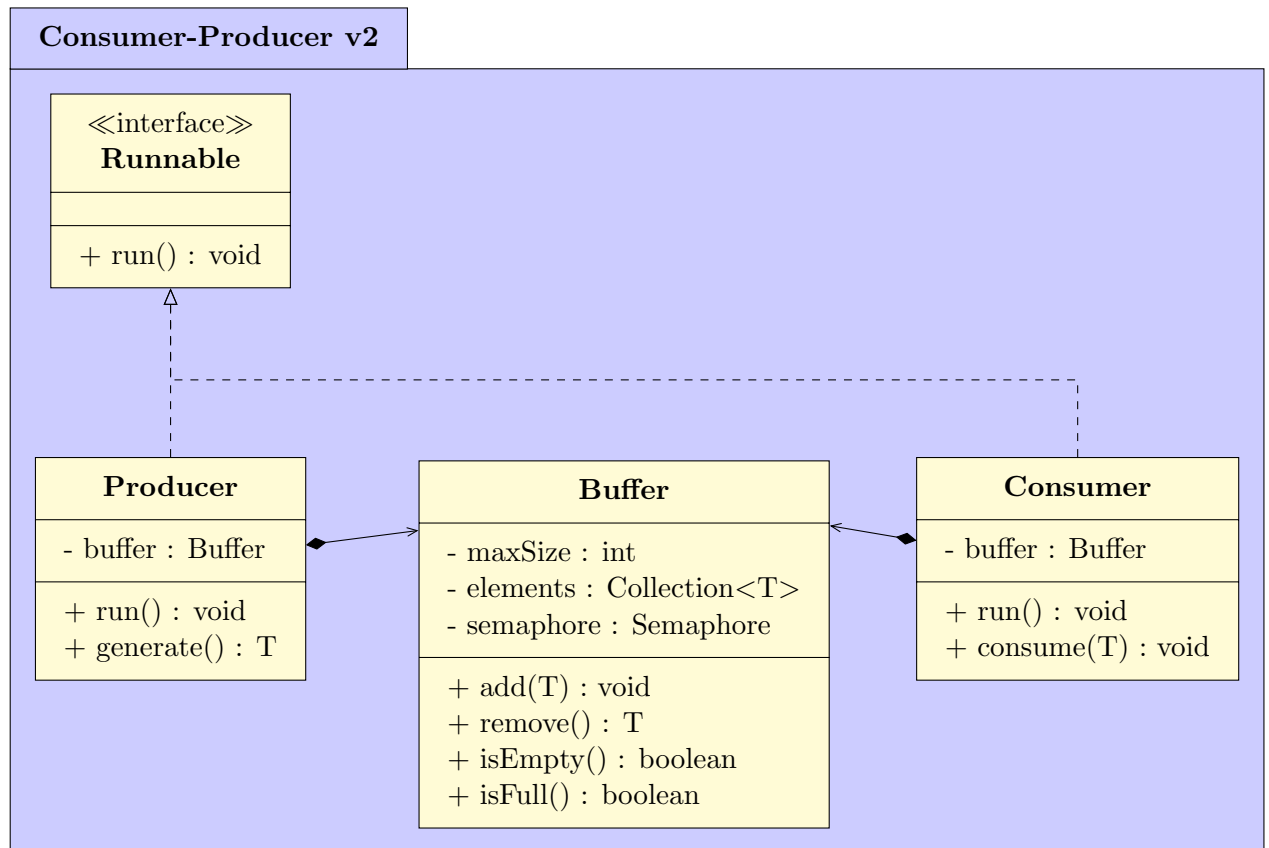 Consumer-Producer v2
≪interface≫
Runnable
+ run() : void
Producer
- buffer : Buffer
+ run() : void
+ generate() : T
Buffer
- maxSize : int
- elements : Collection<T>
- semaphore : Semaphore
+ add(T) : void
+ remove() : T
+ isEmpty() : boolean
+ isFull() : boolean
Consumer
- buffer : Buffer
+ run() : void
+ consume(T) : void